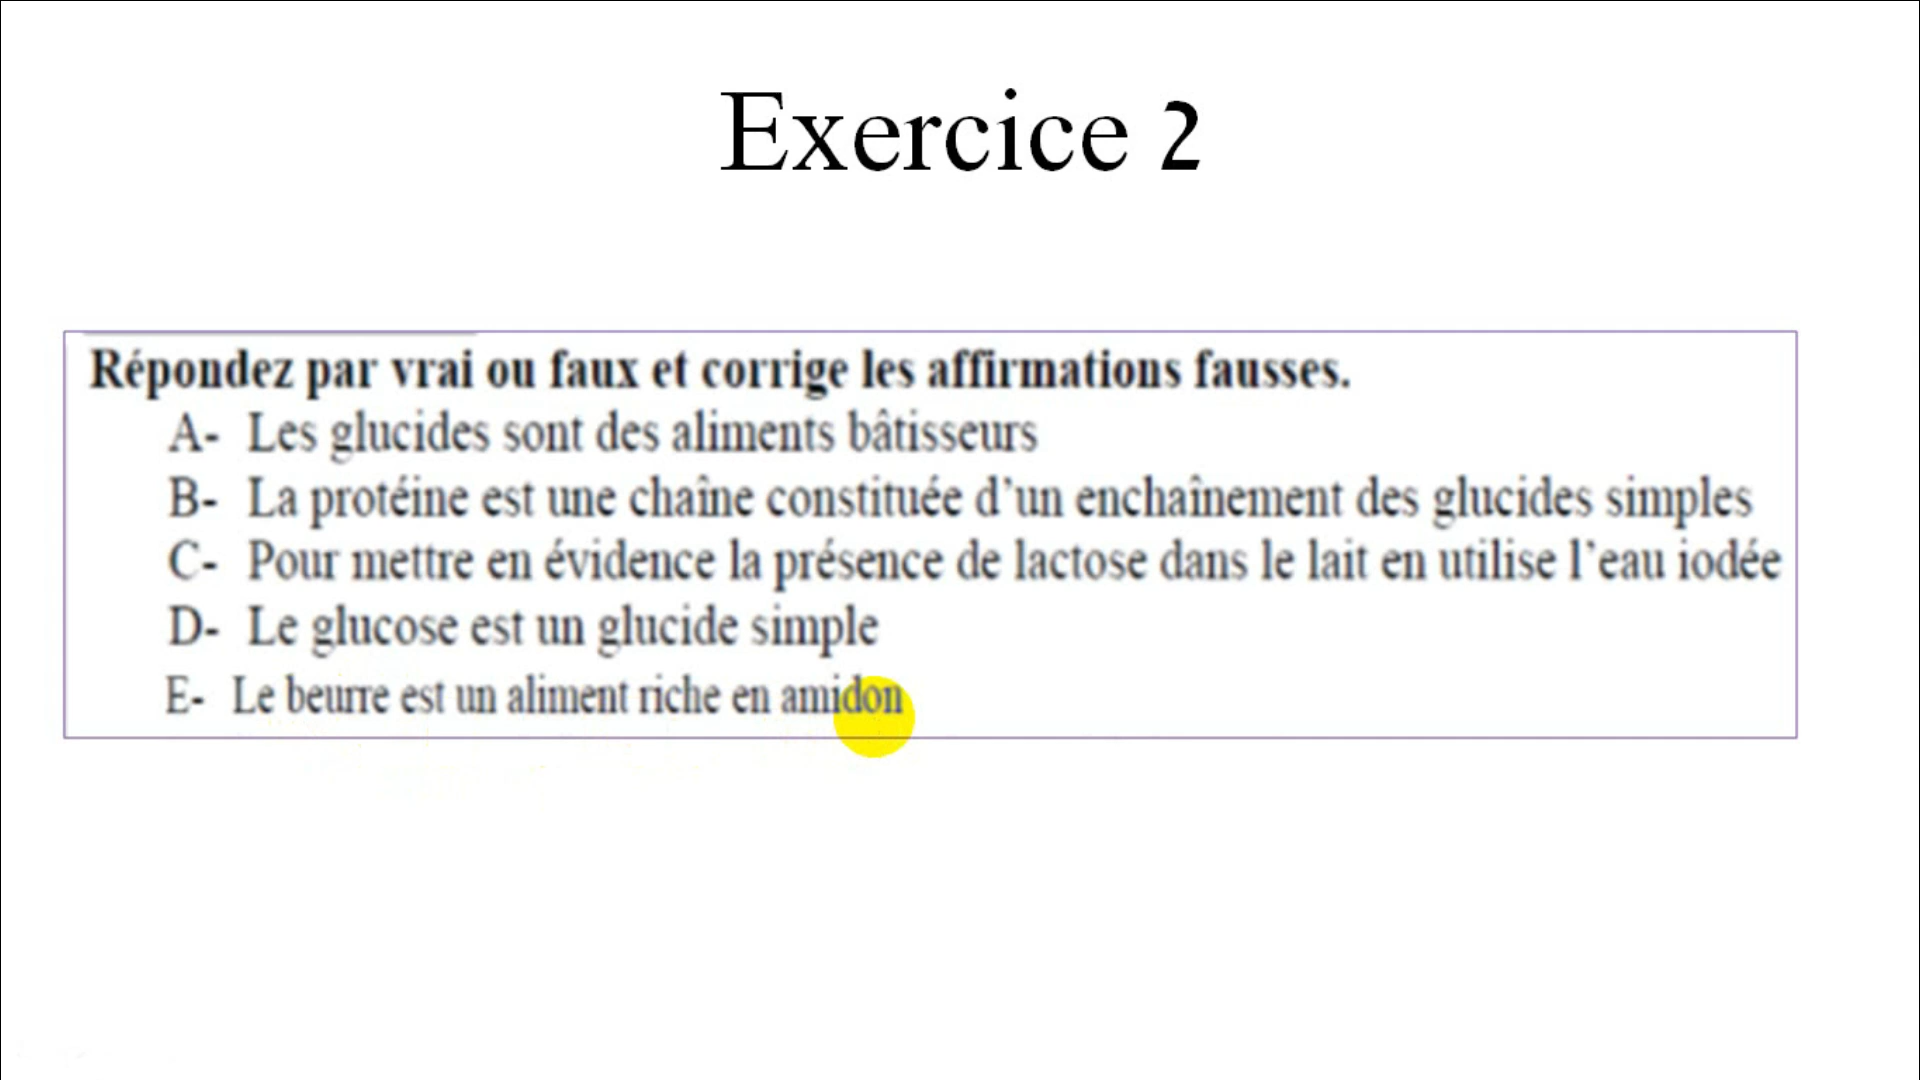 Exercice 2
Répondez par vrai ou faux et corrige les affirmations fausses.
A- Les glucides sont des aliments bâtisseurs
B- La protéine est une chaîne constituée d’un enchaînement des glucides simples
C- Pour mettre en évidence la présence de lactose dans le lait en utilise l’eau iodée
D- Le glucose est un glucide simple
E- Le beurre est un aliment riche en amidon